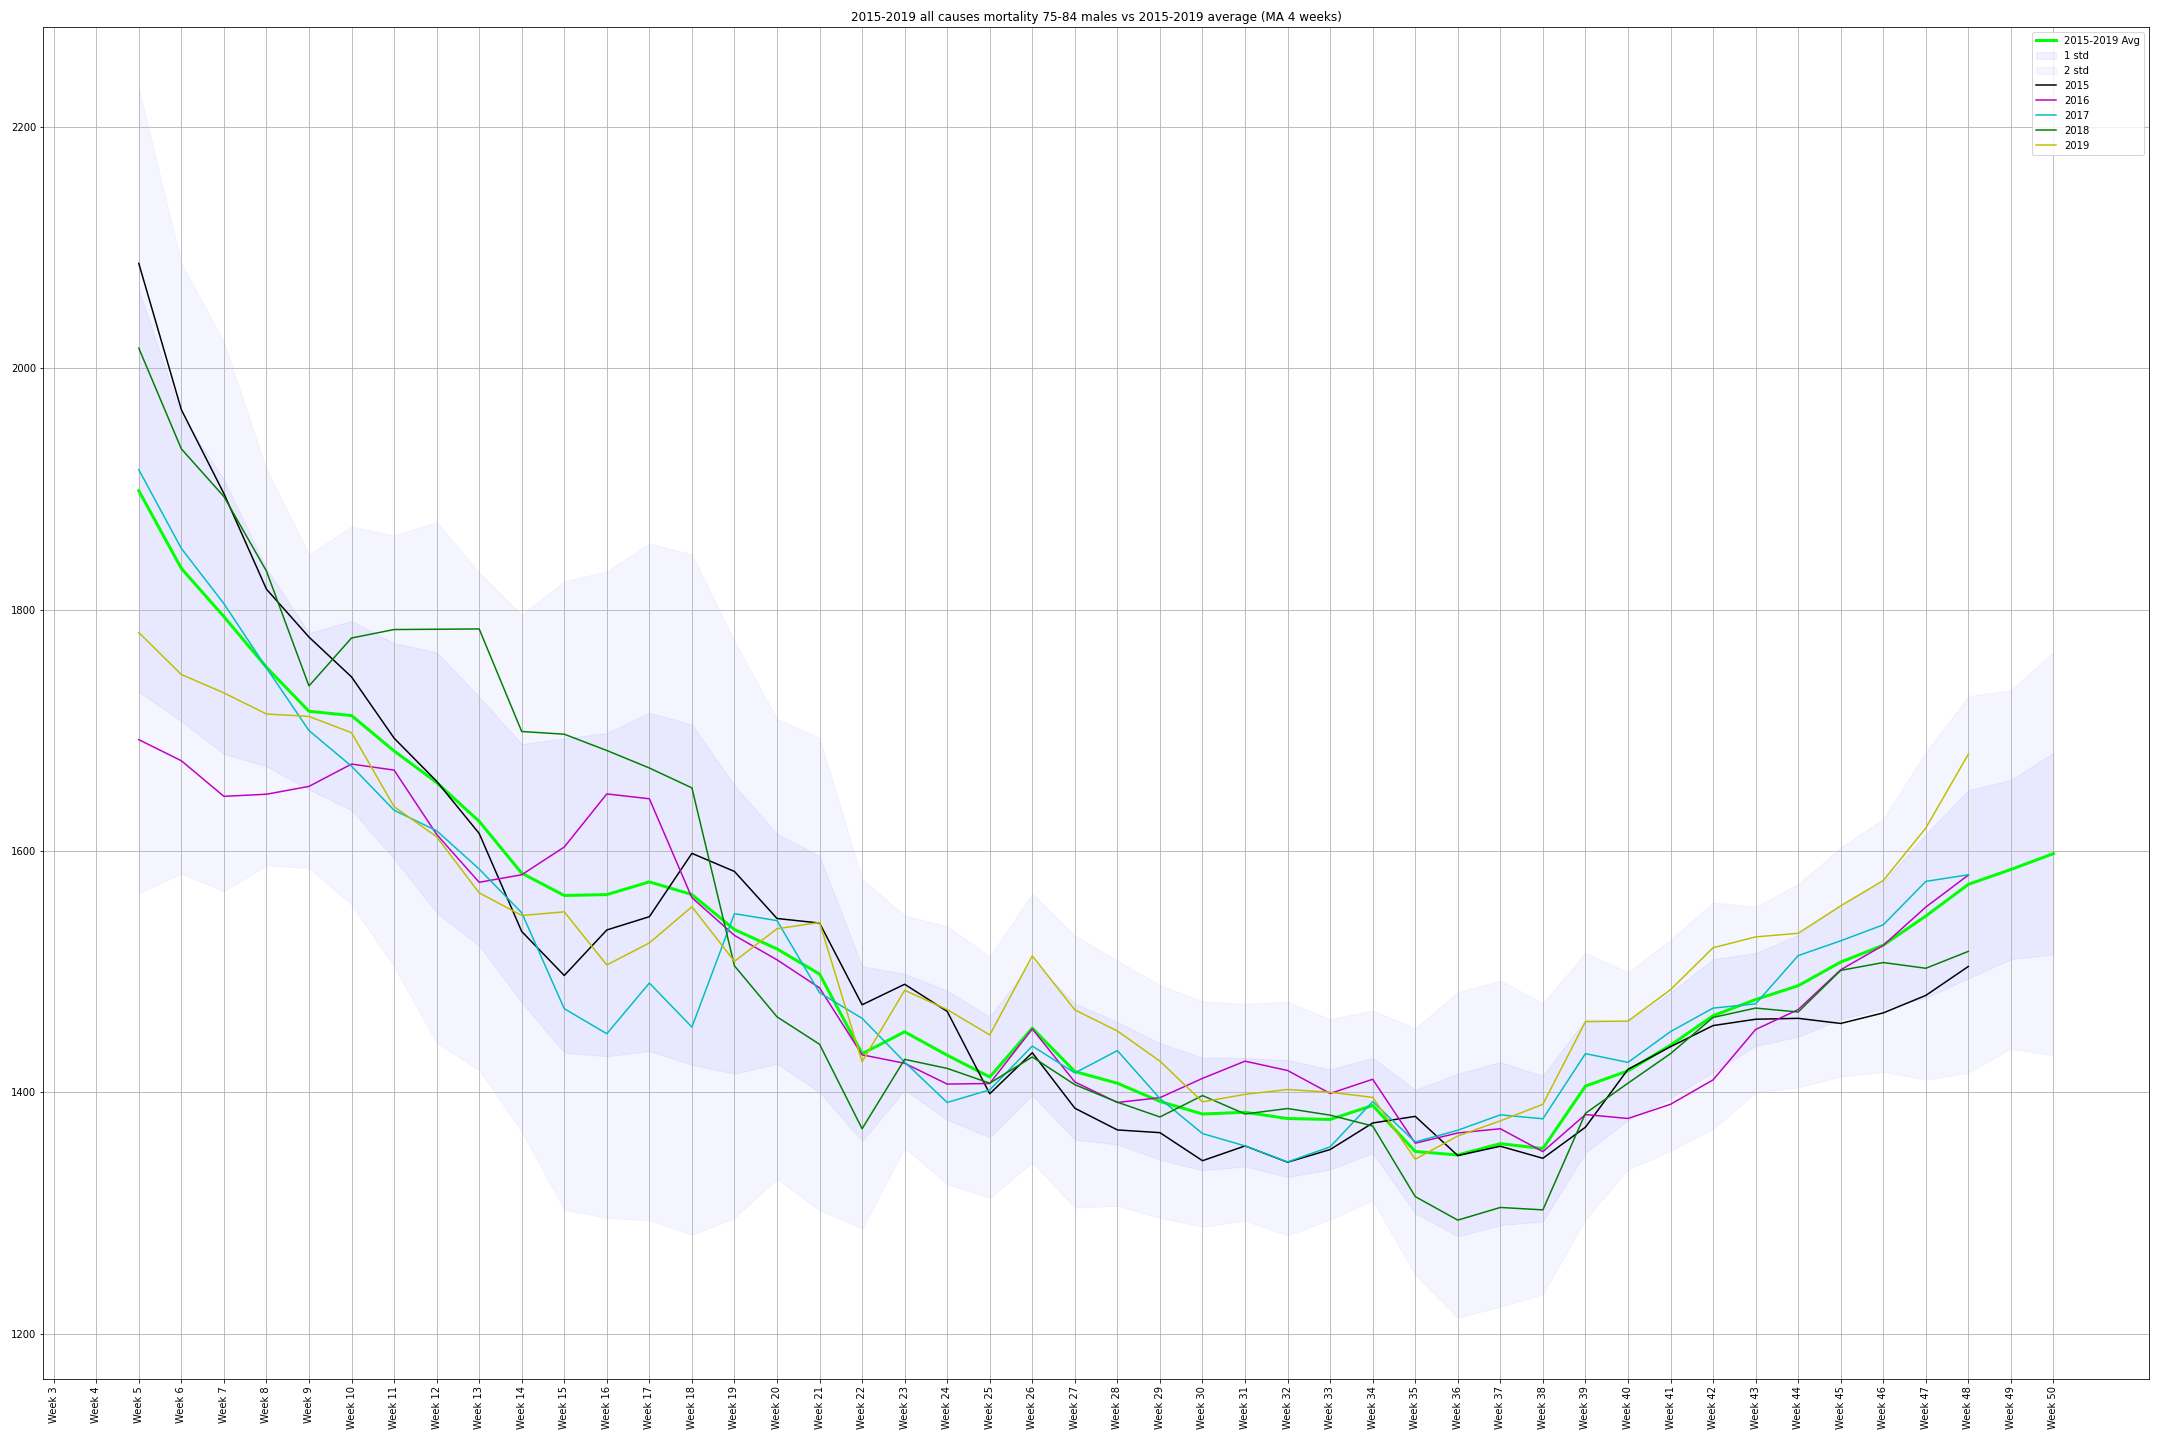 2015-2019 all causes mortality 75-84 males vs 2015-2019 average (MA 4 weeks)
2015-2019 Avg
1 std
2 std
2015
2016
2017
2018
2019
2200
2000
1800
1600
1400
1200
Week 3
Week 4
Week 5
Week 6
Week 7
Week 8
Week 9
Week 10
Week 11
Week 12
Week 13
Week 14
Week 15
Week 16
Week 17
Week 18
Week 19
Week 20
Week 21
Week 22
Week 23
Week 24
Week 25
Week 26
Week 27
Week 28
Week 29
Week 30
Week 31
Week 32
Week 33
Week 34
Week 35
Week 36
Week 37
Week 38
Week 39
Week 40
Week 41
Week 42
Week 43
Week 44
Week 45
Week 46
Week 47
Week 48
Week 49
Week 50